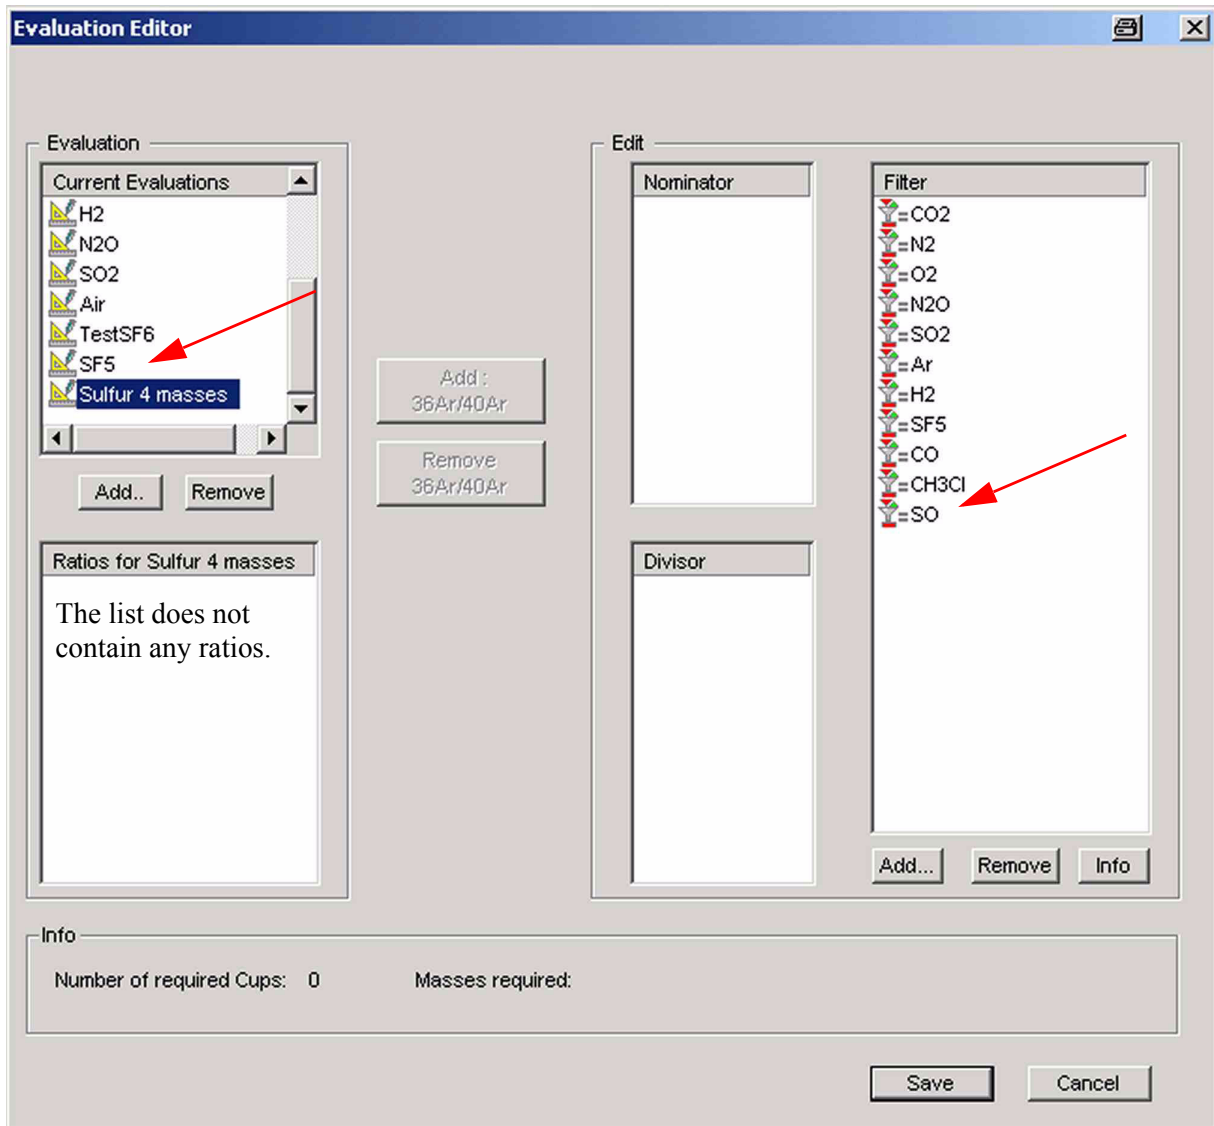 Evaluation Editor
Evaluation
Current Evaluations
H2
N2O
SO2
Air
TestSF6
SF5
Sulfur 4 masses
Add..
Remove
Ratios for Sulfur 4 masses
The list does not
contain any ratios.
Add :
36Ar/40Ar
Remove
36Ar/40Ar
Edit
Nominator
Divisor
Filter
=CO2
=N2
=O2
=N2O
=SO2
=Ar
=H2
=SF5
=CO
=CH3Cl
=SO
Add...
Remove
Info
Info
Number of required Cups: 0
Masses required:
Save
Cancel